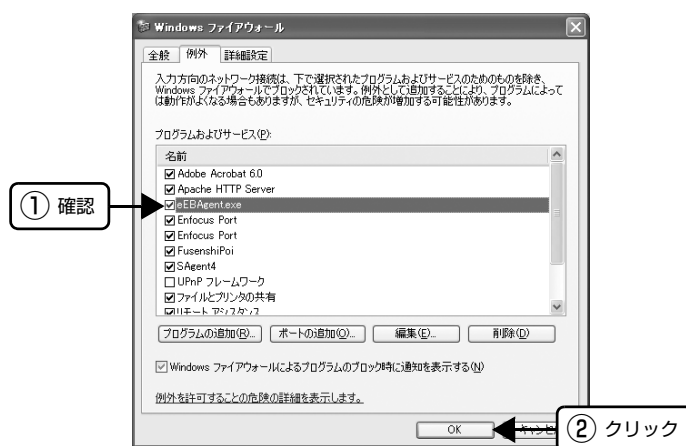 Windows ファイアウォール
全般 例外 詳細設定
入力方向のネットワーク接続は、下で選択されたプログラムおよびサービスのためのものを除き、
Windows ファイアウォールでブロックされています。例外として追加することにより、プログラムによって
は動作がよくなる場合もありますが、セキュリティの危険が増加する可能性があります。
プログラムおよびサービス(P):
名前
Adobe Acrobat 6.0
Apache HTTP Server
① 確認
eEBAgent.exe
Enfocus Port
Enfocus Port
FusenshiPoi
SAgent4
UPnP フレームワーク
ファイルとプリンタの共有
リモート アシスタンス
プログラムの追加(R)... ポートの追加(O)... 編集(E)... 削除(D)
Windows ファイアウォールによるプログラムのブロック時に通知を表示する(N)
例外を許可することの危険の詳細を表示します。
OK
② クリック